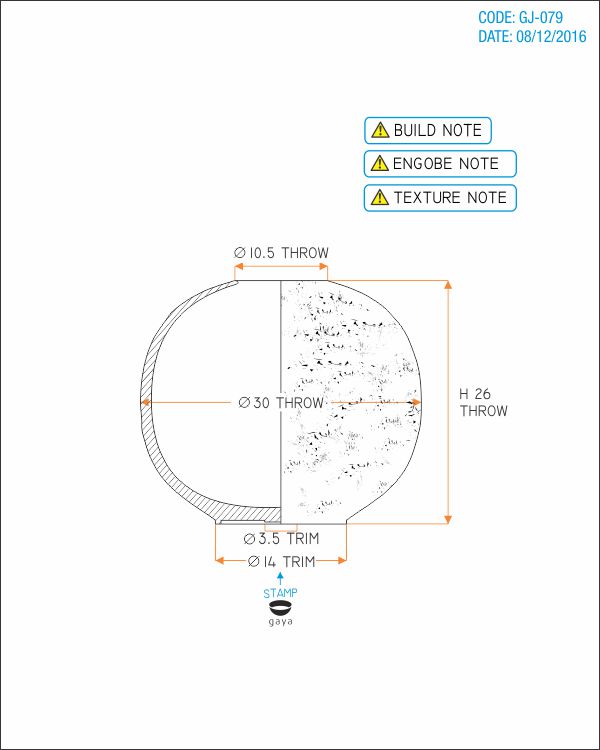 CODE: GJ-079
DATE: 08/12/2016
BUILD NOTE
ENGOBE NOTE
TEXTURE NOTE
Ø 10.5 THROW
Ø 30 THROW
H 26
THROW
Ø 3.5 TRIM
Ø 14 TRIM
STAMP
gaya